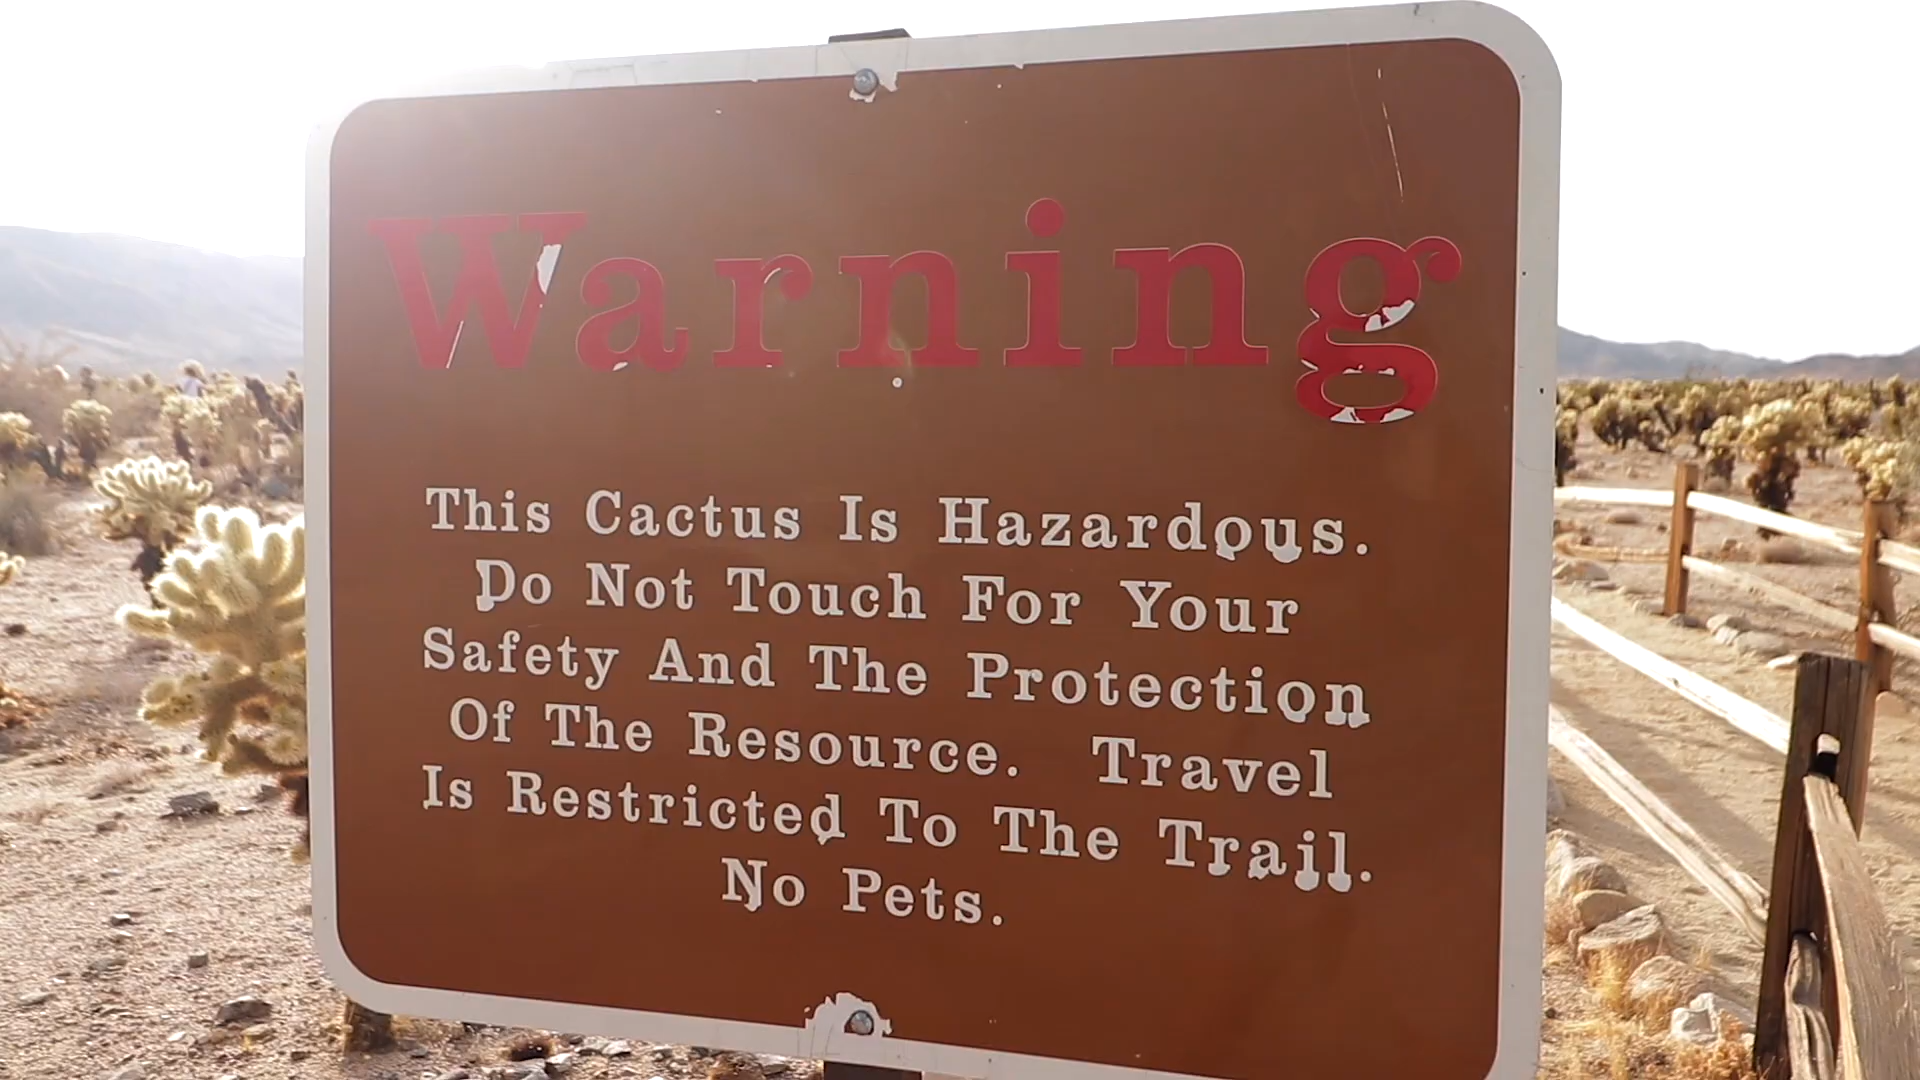 Warning
This Cactus Is Hazardous.
Do Not Touch For Your
Safety And The Protection
Of The Resource. Travel
Is Restricted To The Trail.
No Pets.